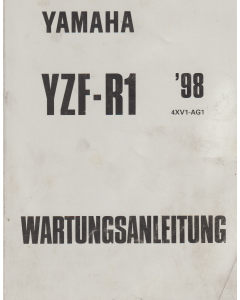 YAMAHA
YZF-R1 '98
4XV1-AG1
WARTUNGSANLEITUNG